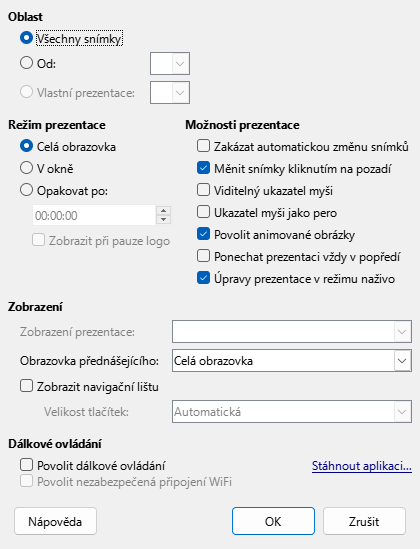 Oblast
Všechny snímky
Od:
Vlastní prezentace:
Režim prezentace
Celá obrazovka
V okně
Opakovat po:
00:00:00
Zobrazit při pauze logo
Možnosti prezentace
Zakázat automatickou změnu snímků
Měnit snímky kliknutím na pozadí
Viditelný ukazatel myši
Ukazatel myši jako pero
Povolit animované obrázky
Ponechat prezentaci vždy v popředí
Úpravy prezentace v režimu naživo
Zobrazení
Zobrazení prezentace:
Obrazovka přednášejícího: Celá obrazovka
Zobrazit navigační lištu
Velikost tlačítek: Automatická
Dálkové ovládání
Povolit dálkové ovládání Stáhnout aplikaci...
Povolit nezabezpečená připojení WiFi
Nápověda OK Zrušit